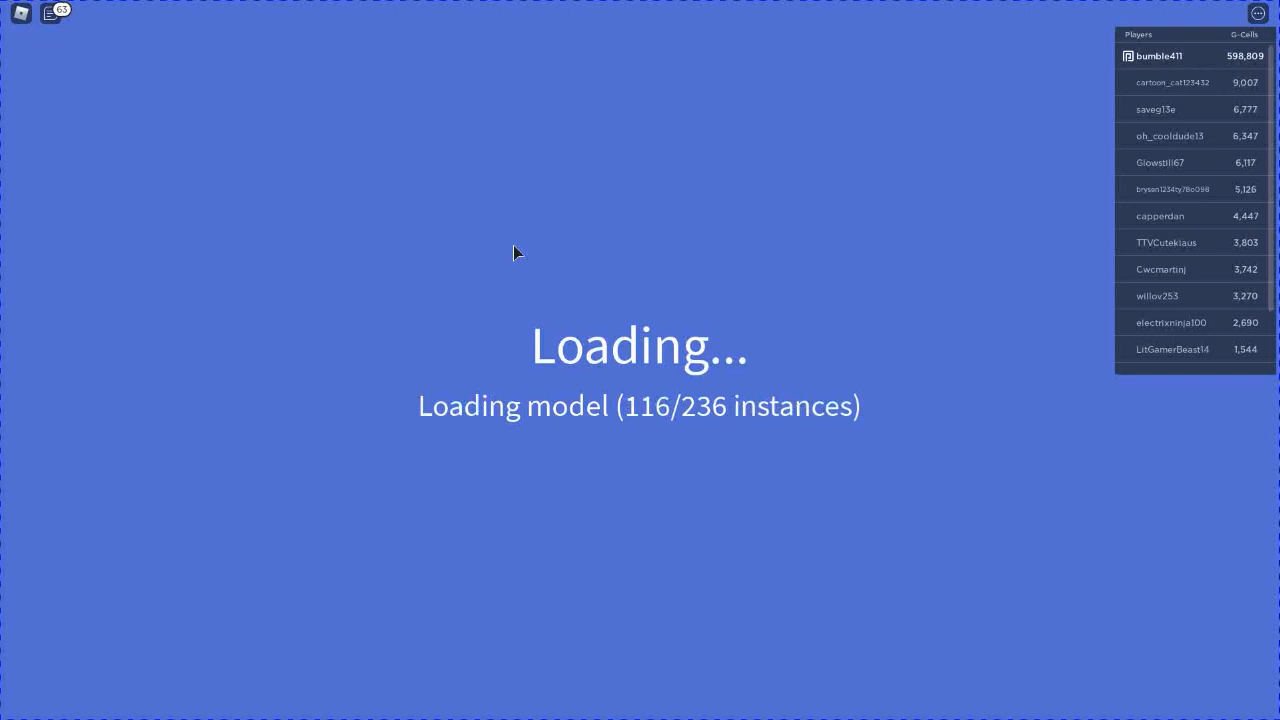 63
Players G-Cells
bumble411 598,809
cartoon_cat123432 9,007
saveg13e 6,777
oh_cooldude13 6,347
Glowstill67 6,117
brysen1234ty78o098 5,126
capperdan 4,447
TTVCuteklaus 3,803
Cwcmartinj 3,742
willov253 3,270
electrixninja100 2,690
LitGamerBeast14 1,544
Loading...
Loading model (116/236 instances)